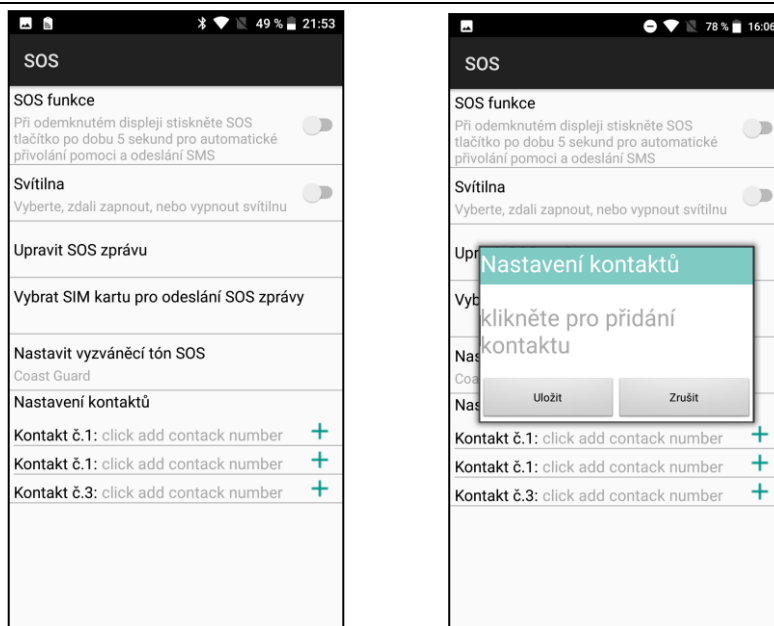 49 % 21:53
SOS
SOS funkce
Při odemknutém displeji stiskněte SOS
tlačítko po dobu 5 sekund pro automatické
přivolání pomoci a odeslání SMS
Svítilna
Vyberte, zdali zapnout, nebo vypnout svítilnu
Upravit SOS zprávu
Vybrat SIM kartu pro odeslání SOS zprávy
Nastavit vyzváněcí tón SOS
Coast Guard
Nastavení kontaktů
Kontakt č.1: click add contack number +
Kontakt č.1: click add contack number +
Kontakt č.3: click add contack number +
78 % 16:06
SOS
SOS funkce
Při odemknutém displeji stiskněte SOS
tlačítko po dobu 5 sekund pro automatické
přivolání pomoci a odeslání SMS
Svítilna
Vyberte, zdali zapnout, nebo vypnout svítilnu
Upr
Nastavení kontaktů
Vyb
klikněte pro přidání
kontaktu
Nas
Coa
Uložit Zrušit
Nas
Kontakt č.1: click add contack number +
Kontakt č.1: click add contack number +
Kontakt č.3: click add contack number +